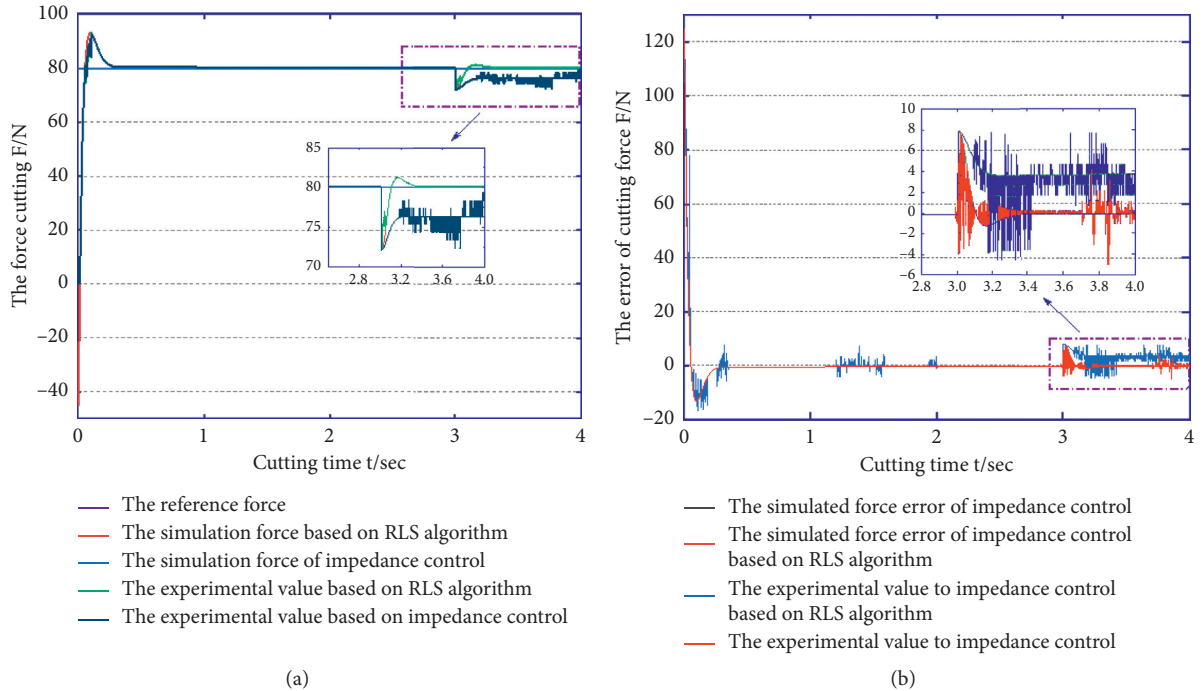 The force cutting F/N
100
80
60
40
20
0
–20
–40
0
1
2
3
4
Cutting time t/sec
85
80
75
70
2.8
3.2
3.6
4.0
The reference force
The simulation force based on RLS algorithm
The simulation force of impedance control
The experimental value based on RLS algorithm
The experimental value based on impedance control
(a)
The error of cutting force F/N
120
100
80
60
40
20
0
–20
0
1
2
3
4
Cutting time t/sec
10
8
6
4
2
0
–2
–4
–6
2.8
3.0
3.2
3.4
3.6
3.8
4.0
The simulated force error of impedance control
The simulated force error of impedance control
based on RLS algorithm
The experimental value to impedance control
based on RLS algorithm
The experimental value to impedance control
(b)